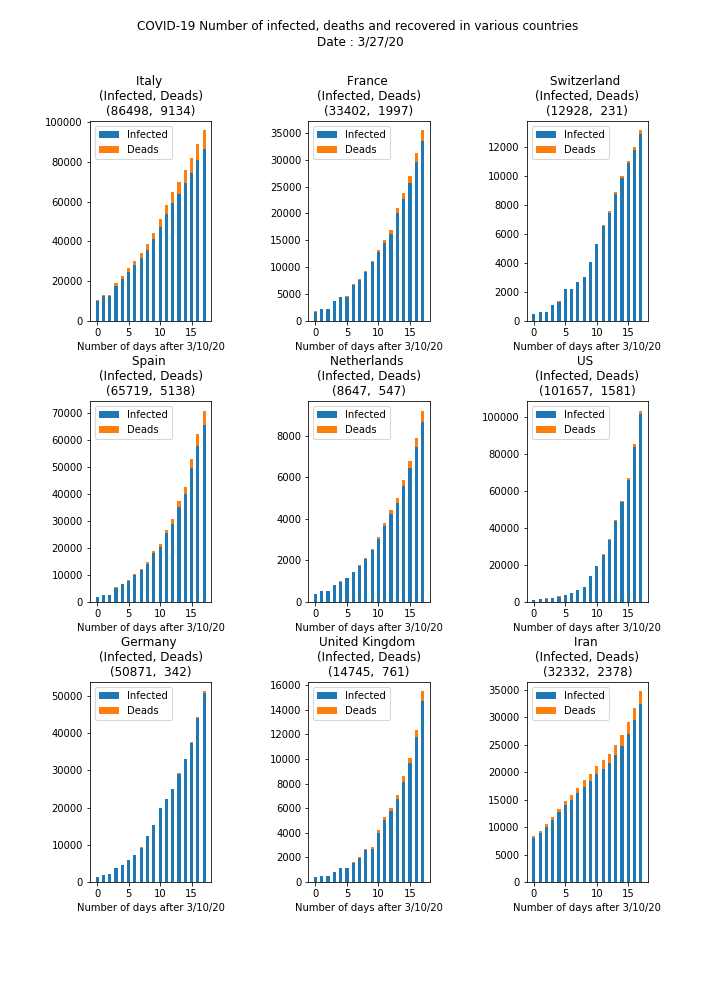 COVID-19 Number of infected, deaths and recovered in various countries
Date : 3/27/20
Italy
(Infected, Deads)
(86498,  9134)
100000
80000
60000
40000
20000
0
Infected
Deads
0 5 10 15
Number of days after 3/10/20
France
(Infected, Deads)
(33402,  1997)
35000
30000
25000
20000
15000
10000
5000
0
Infected
Deads
0 5 10 15
Number of days after 3/10/20
Switzerland
(Infected, Deads)
(12928,  231)
12000
10000
8000
6000
4000
2000
0
Infected
Deads
0 5 10 15
Number of days after 3/10/20
Spain
(Infected, Deads)
(65719,  5138)
70000
60000
50000
40000
30000
20000
10000
0
Infected
Deads
0 5 10 15
Number of days after 3/10/20
Netherlands
(Infected, Deads)
(8647,  547)
8000
6000
4000
2000
0
Infected
Deads
0 5 10 15
Number of days after 3/10/20
US
(Infected, Deads)
(101657,  1581)
100000
80000
60000
40000
20000
0
Infected
Deads
0 5 10 15
Number of days after 3/10/20
Germany
(Infected, Deads)
(50871,  342)
50000
40000
30000
20000
10000
0
Infected
Deads
0 5 10 15
Number of days after 3/10/20
United Kingdom
(Infected, Deads)
(14745,  761)
16000
14000
12000
10000
8000
6000
4000
2000
0
Infected
Deads
0 5 10 15
Number of days after 3/10/20
Iran
(Infected, Deads)
(32332,  2378)
35000
30000
25000
20000
15000
10000
5000
0
Infected
Deads
0 5 10 15
Number of days after 3/10/20